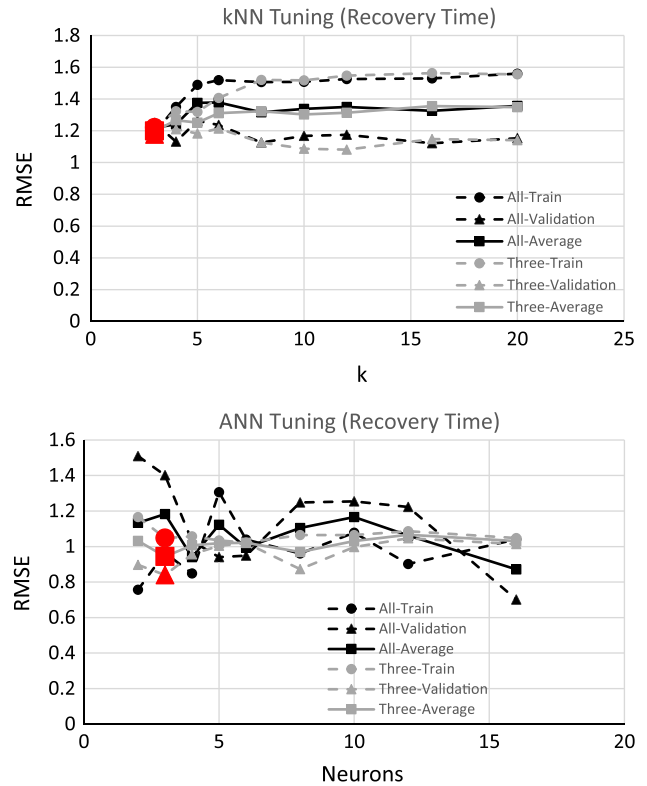 kNN Tuning (Recovery Time)
1.8
1.6
1.4
1.2
1
0.8
0.6
0.4
0.2
0
RMSE
All-Train
All-Validation
All-Average
Three-Train
Three-Validation
Three-Average
0 5 10 15 20 25
k
ANN Tuning (Recovery Time)
1.6
1.4
1.2
1
0.8
0.6
0.4
0.2
0
RMSE
All-Train
All-Validation
All-Average
Three-Train
Three-Validation
Three-Average
0 5 10 15 20
Neurons